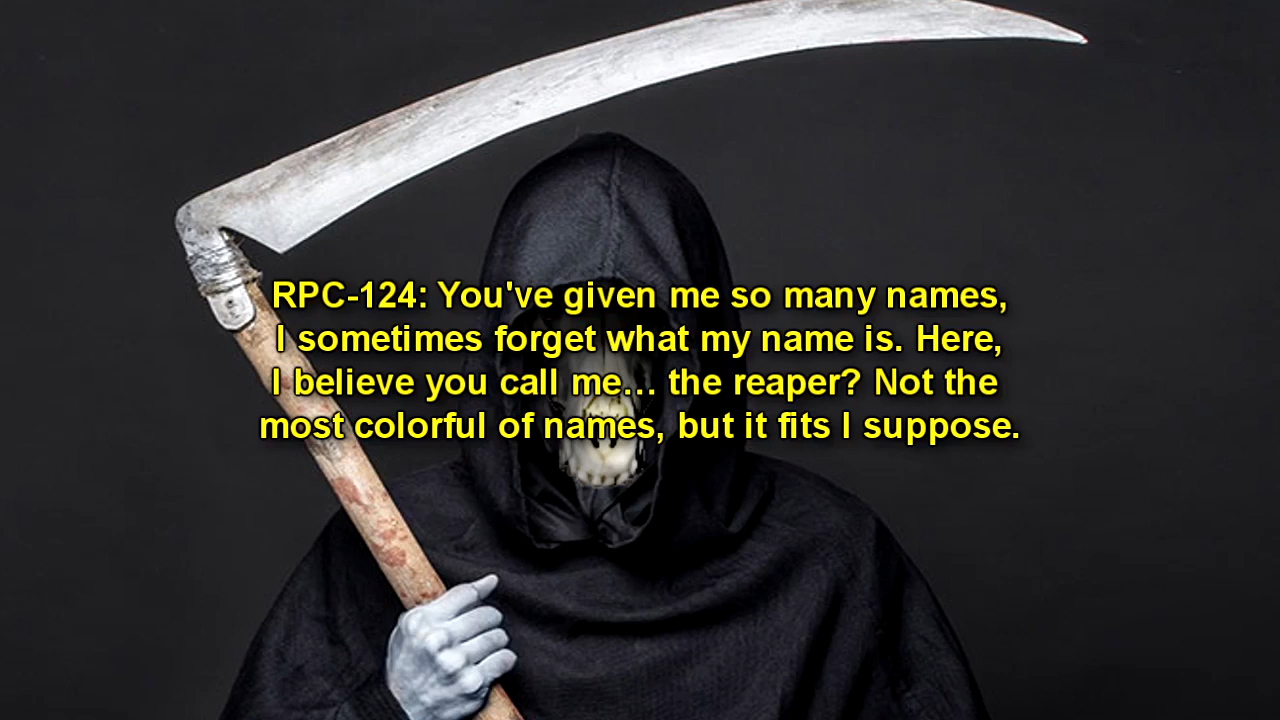 RPC-124: You've given me so many names,
I sometimes forget what my name is. Here,
I believe you call me… the reaper? Not the
most colorful of names, but it fits I suppose.